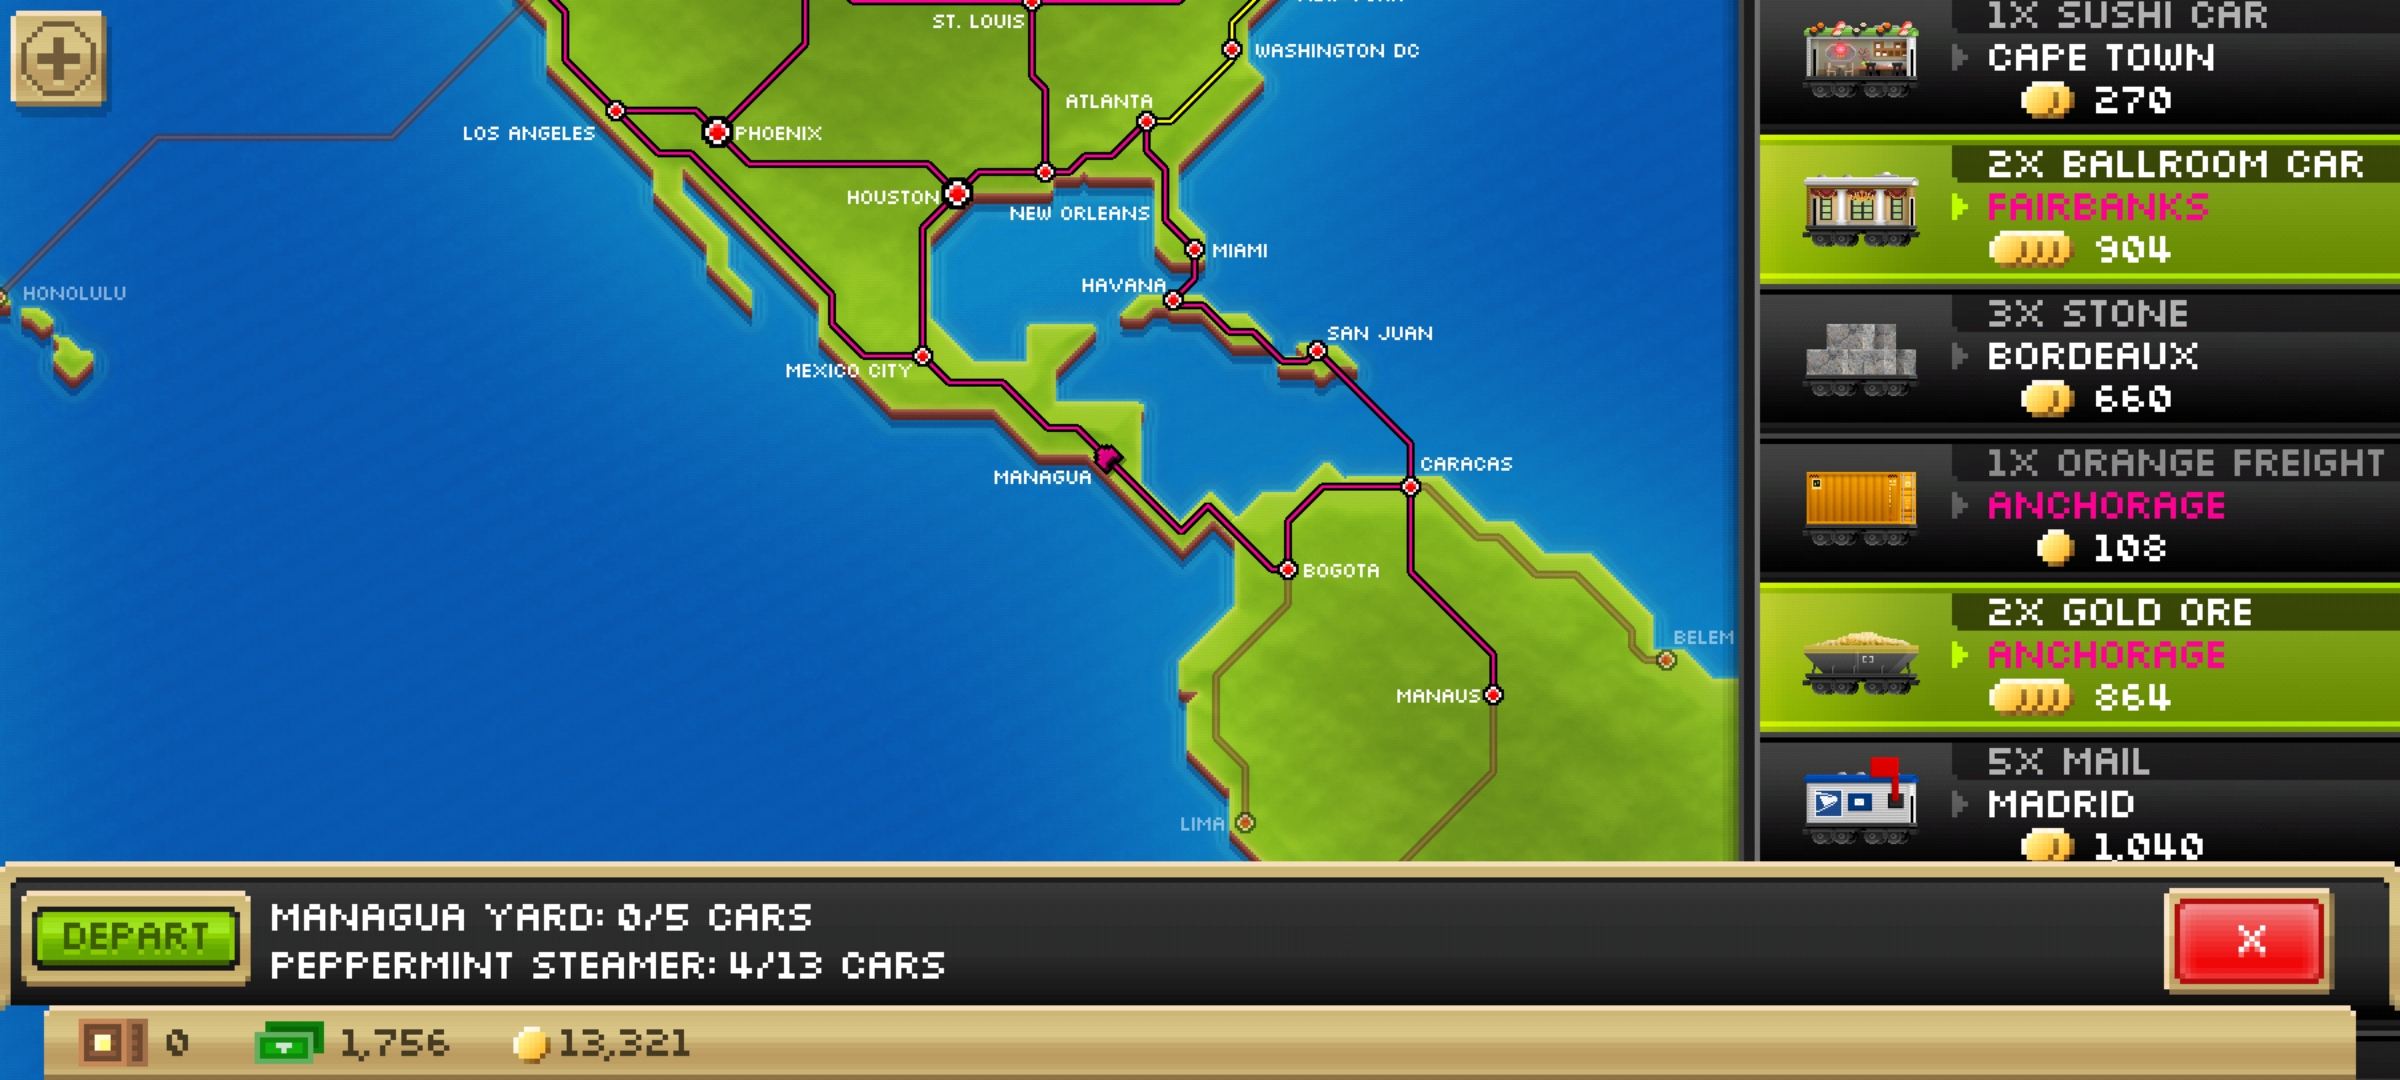 ST. LOUIS
WASHINGTON DC
ATLANTA
LOS ANGELES
PHOENIX
HOUSTON
NEW ORLEANS
MIAMI
HAVANA
HONOLULU
SAN JUAN
MEXICO CITY
MANAGUA
CARACAS
BOGOTA
BELEM
MANAUS
LIMA
1X SUSHI CAR
CAPE TOWN
270
2X BALLROOM CAR
FAIRBANKS
904
3X STONE
BORDEAUX
660
1X ORANGE FREIGHT
ANCHORAGE
108
2X GOLD ORE
ANCHORAGE
864
5X MAIL
MADRID
1,040
DEPART
MANAGUA YARD: 0/5 CARS
PEPPERMINT STEAMER: 4/13 CARS
X
0
1,756
13,321